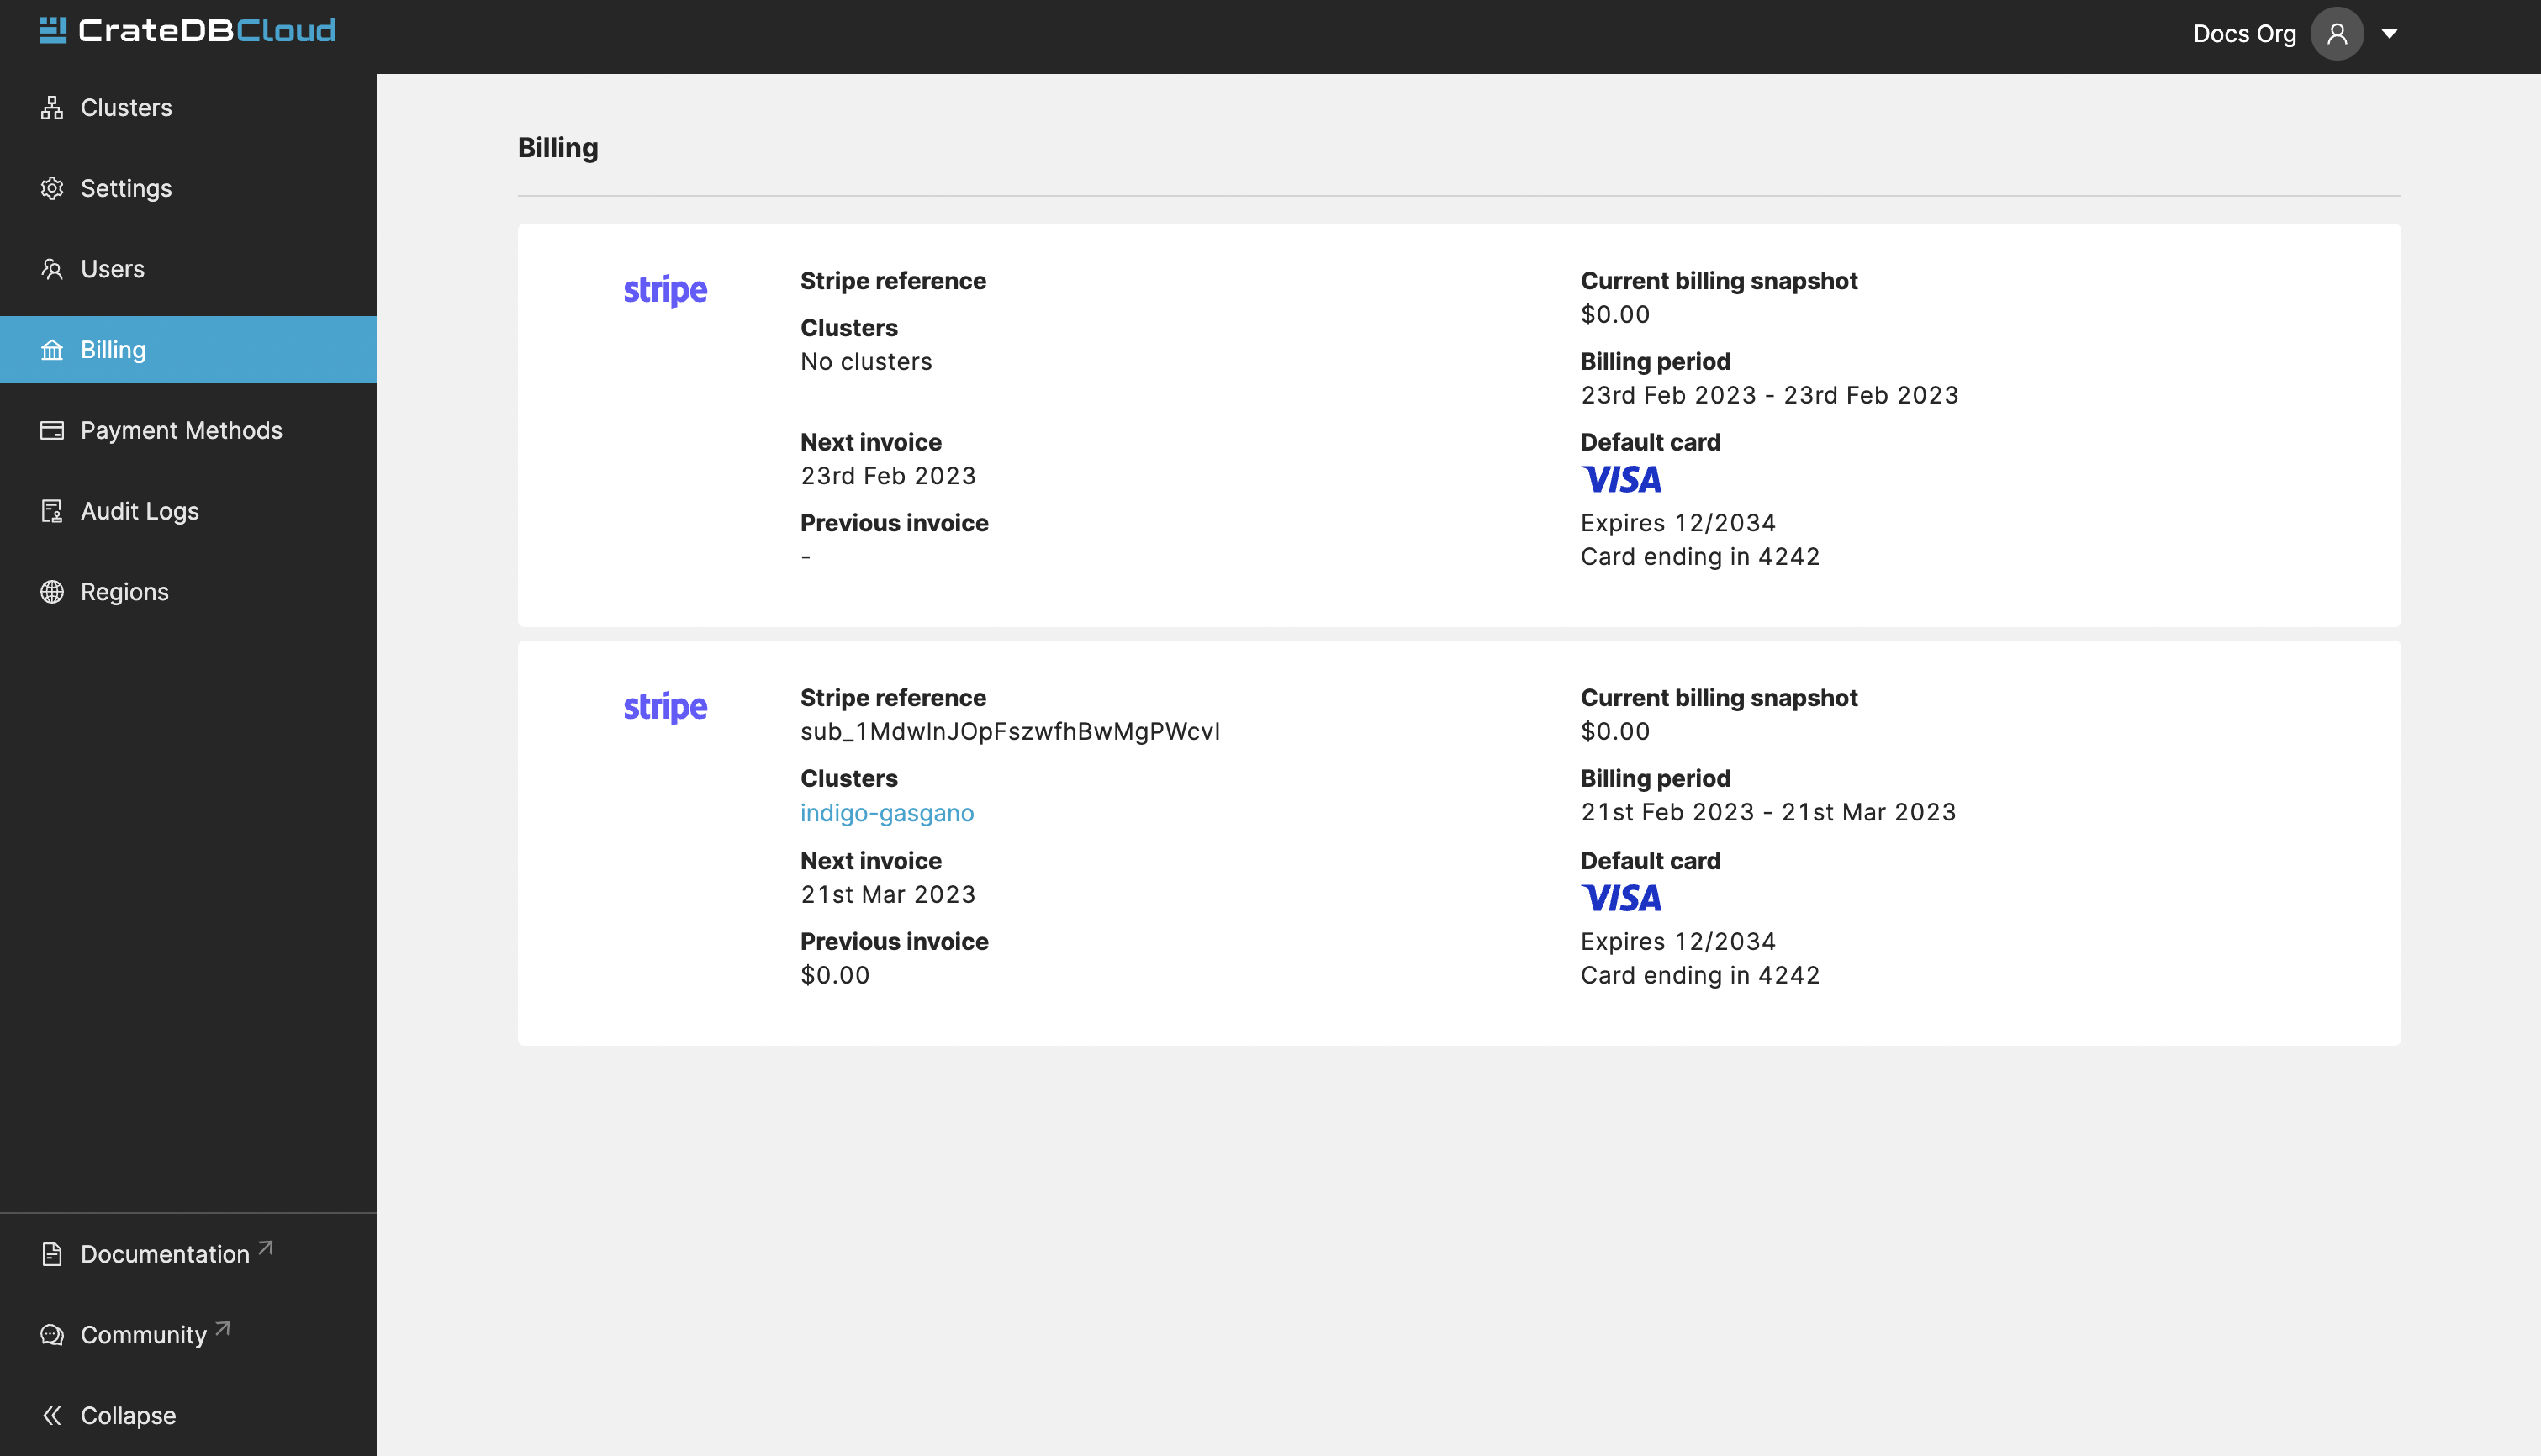 CrateDBCloud
Docs Org
Clusters
Settings
Users
Billing
Payment Methods
Audit Logs
Regions
Documentation
Community
Collapse
Billing
stripe
Stripe reference
Clusters
No clusters
Next invoice
23rd Feb 2023
Previous invoice
-
Current billing snapshot
$0.00
Billing period
23rd Feb 2023 - 23rd Feb 2023
Default card
VISA
Expires 12/2034
Card ending in 4242
stripe
Stripe reference
sub_1MdwlnJOpFszwfhBwMgPWcvl
Clusters
indigo-gasgano
Next invoice
21st Mar 2023
Previous invoice
$0.00
Current billing snapshot
$0.00
Billing period
21st Feb 2023 - 21st Mar 2023
Default card
VISA
Expires 12/2034
Card ending in 4242